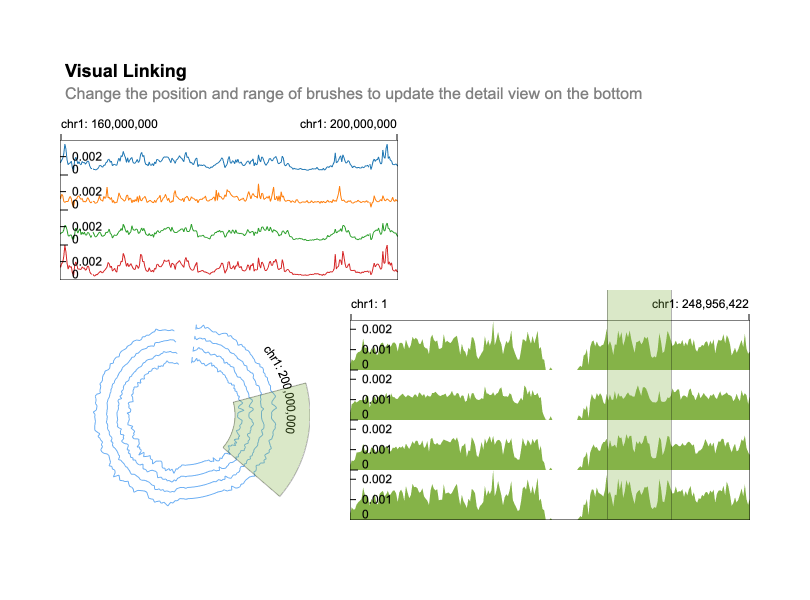 Visual Linking
Change the position and range of brushes to update the detail view on the bottom
chr1: 160,000,000
chr1: 200,000,000
0.002
0
0.002
0
0.002
0
0.002
0
chr1: 200,000,000
chr1: 1
chr1: 248,956,422
0.002
0.001
0
0.002
0.001
0
0.002
0.001
0
0.002
0.001
0